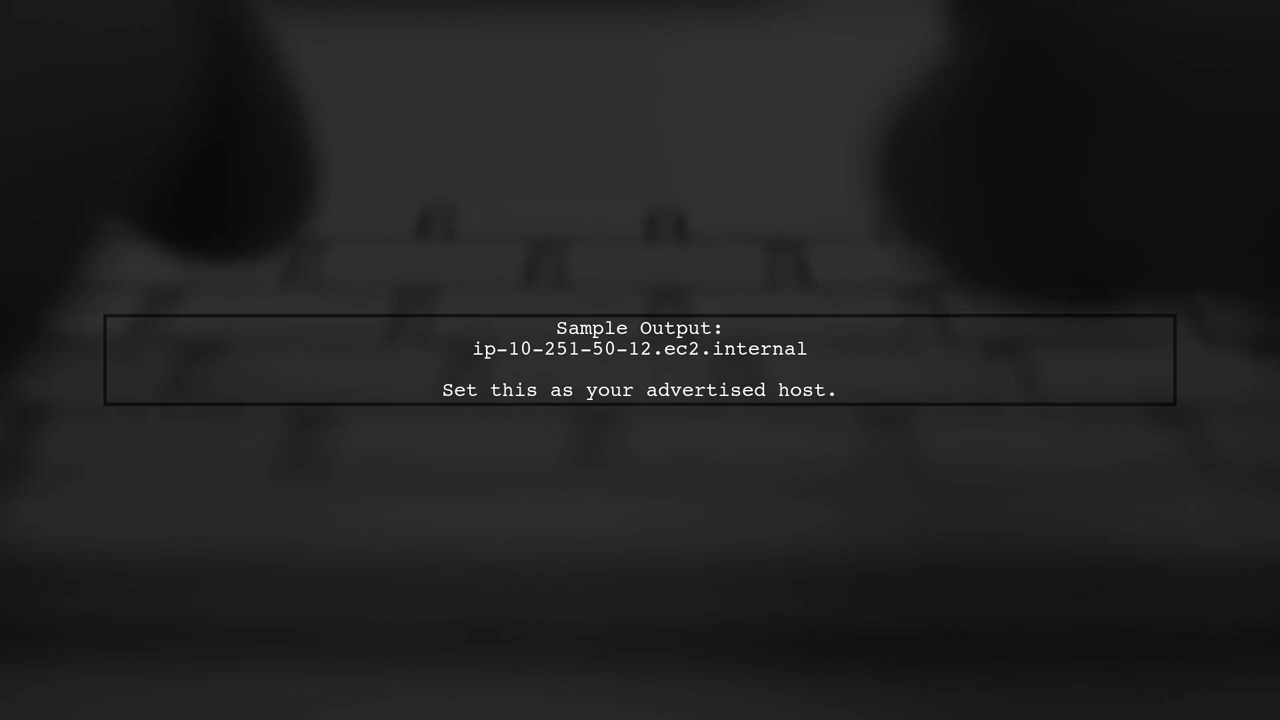 Sample Output:
ip-10-251-50-12.ec2.internal
Set this as your advertised host.